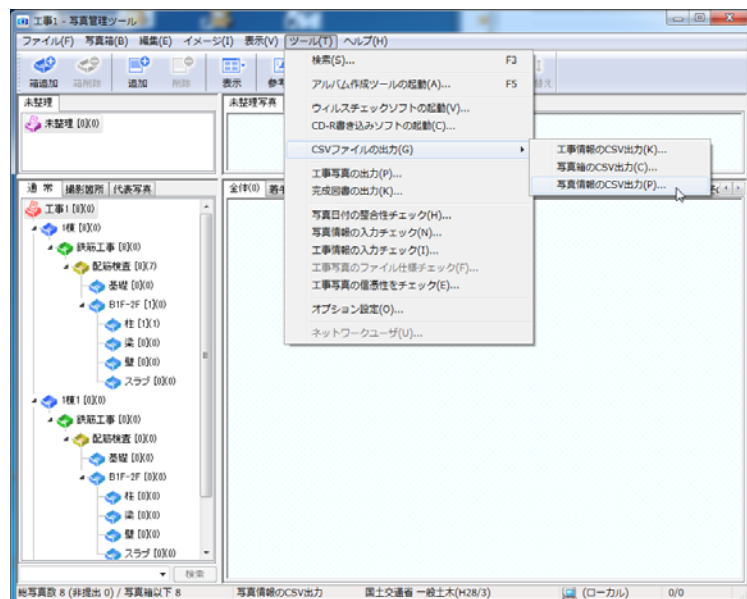 工事1 - 写真管理ツール
ファイル(F) 写真箱(B) 編集(E) イメージ(I) 表示(V) ツール(T) ヘルプ(H)
箱追加 箱削除 追加 削除 表示
未整理
未整理 [0](0)
未整理写真
検索(S)... F3
アルバム作成ツールの起動(A)... F5
ウィルスチェックソフトの起動(V)...
CD-R書き込みソフトの起動(C)...
CSVファイルの出力(G)
工事写真の出力(P)...
完成図書の出力(K)...
写真日付の整合性チェック(H)...
写真情報の入力チェック(N)...
工事情報の入力チェック(I)...
工事写真のファイル仕様チェック(F)...
工事写真の信憑性をチェック(E)...
オプション設定(O)...
ネットワークユーザ(U)...
工事情報のCSV出力(K)...
写真箱のCSV出力(C)...
写真情報のCSV出力(P)...
通常 撮影箇所 代表写真
全体(0)
工事1 [8](0)
1棟 [8](0)
鉄筋工事 [8](0)
配筋検査 [8](7)
基礎 [0](0)
B1F-2F [1](0)
柱 [1](1)
梁 [0](0)
壁 [0](0)
スラブ [0](0)
1棟1 [0](0)
鉄筋工事 [0](0)
配筋検査 [0](0)
基礎 [0](0)
B1F-2F [0](0)
柱 [0](0)
梁 [0](0)
壁 [0](0)
スラブ [0](0)
検索
総写真数 8 (非提出 0) / 写真箱以下 8 写真情報のCSV出力 国土交通省 一般土木(H28/3) (ローカル) 0/0